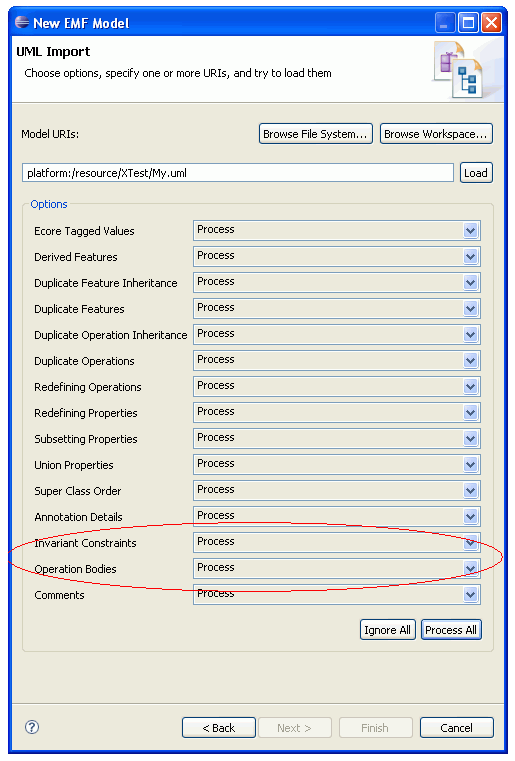 New EMF Model
UML Import
Choose options, specify one or more URIs, and try to load them
Model URIs: Browse File System... Browse Workspace...
platform:/resource/XTest/My.uml Load
Options
Ecore Tagged Values Process
Derived Features Process
Duplicate Feature Inheritance Process
Duplicate Features Process
Duplicate Operation Inheritance Process
Duplicate Operations Process
Redefining Operations Process
Redefining Properties Process
Subsetting Properties Process
Union Properties Process
Super Class Order Process
Annotation Details Process
Invariant Constraints Process
Operation Bodies Process
Comments Process
Ignore All Process All
? < Back Next > Finish Cancel